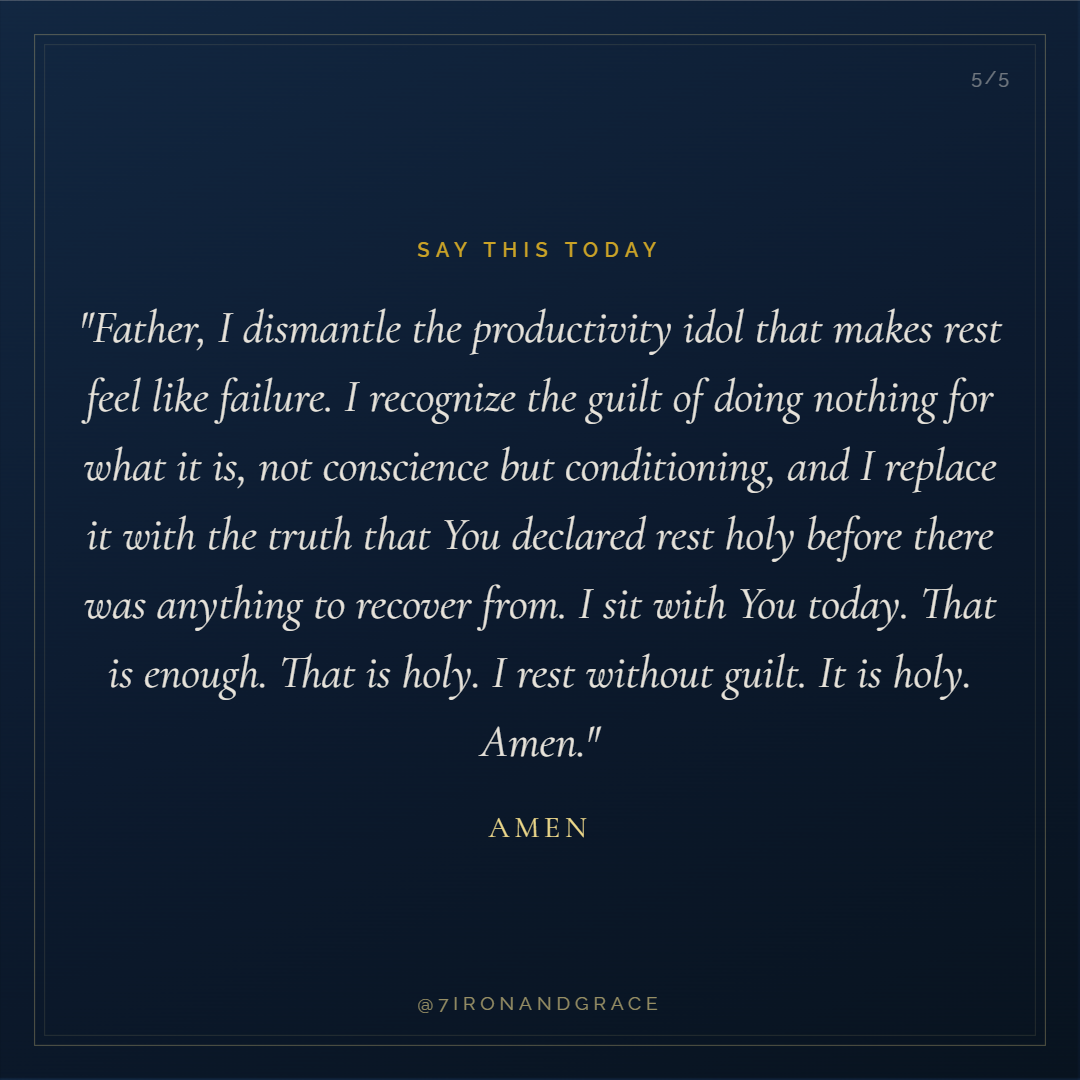 5/5
SAY THIS TODAY
"Father, I dismantle the productivity idol that makes rest
feel like failure. I recognize the guilt of doing nothing for
what it is, not conscience but conditioning, and I replace
it with the truth that You declared rest holy before there
was anything to recover from. I sit with You today. That
is enough. That is holy. I rest without guilt. It is holy.
Amen."
AMEN
@7IRONANDGRACE